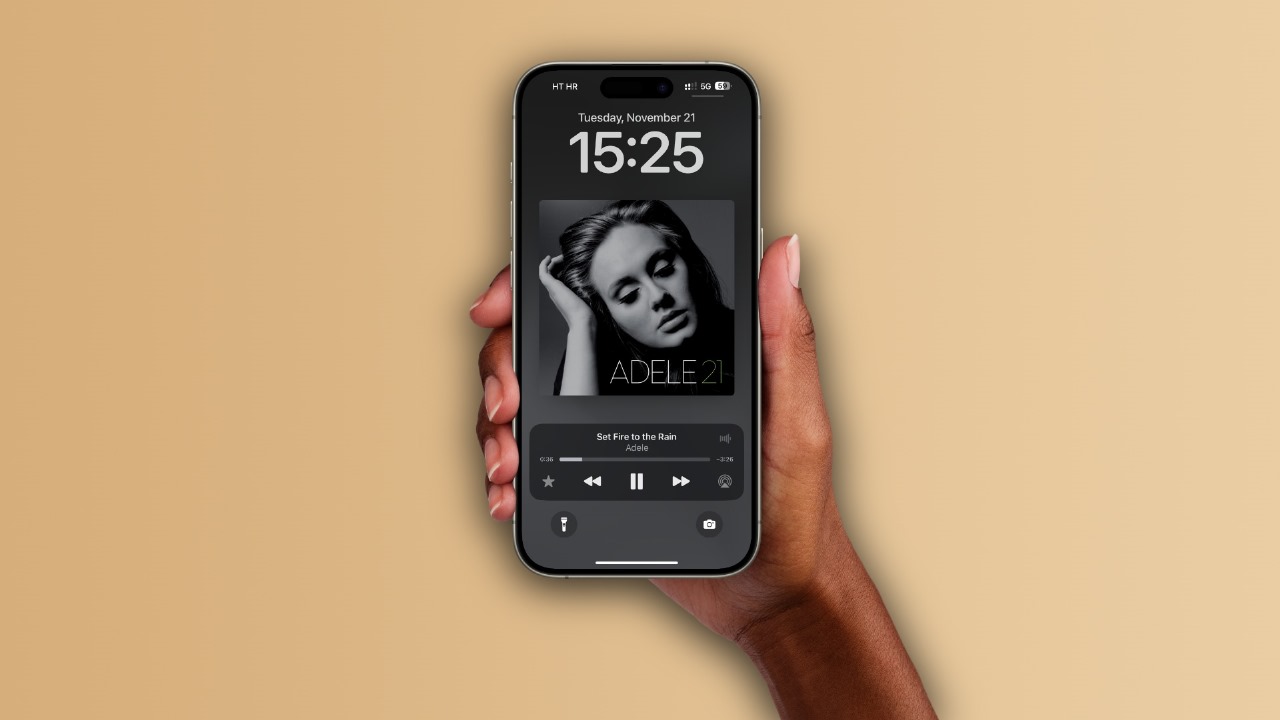 HT HR 5G
Tuesday, November 21
15:25
ADELE 21
Set Fire to the Rain
Adele
0:36 -3:26